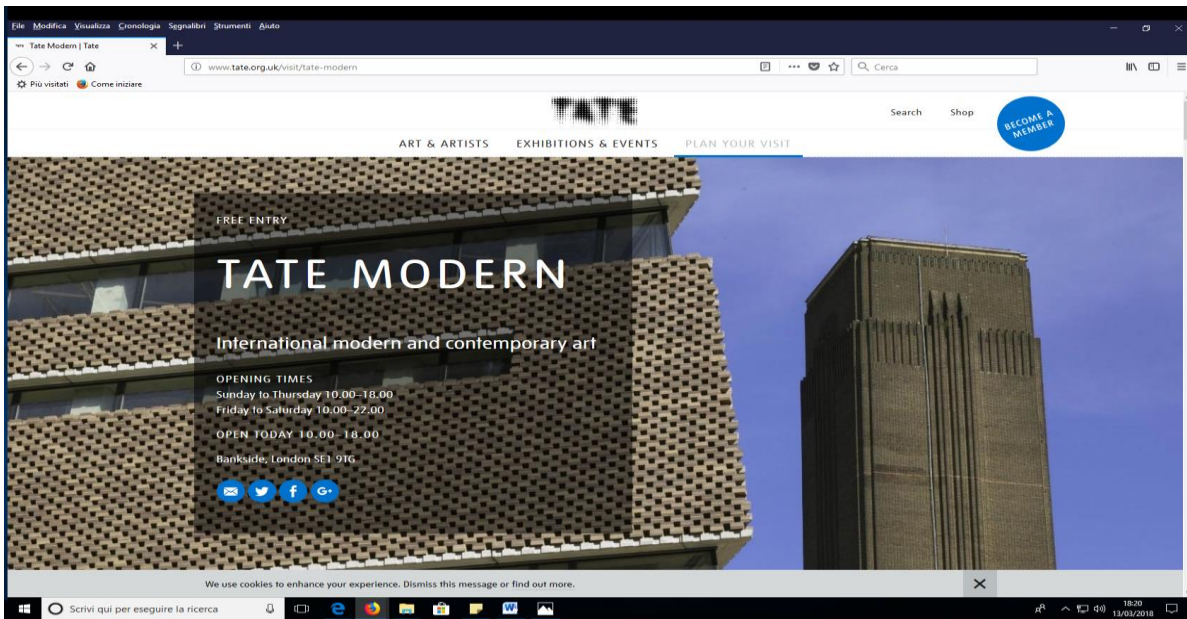 File Modifica Visualizza Cronologia Segnalibri Strumenti Aiuto
Tate Modern | Tate
www.tate.org.uk/visit/tate-modern
Cerca
Più visitati Come iniziare
TATE
Search Shop
BECOME A
MEMBER
ART & ARTISTS EXHIBITIONS & EVENTS PLAN YOUR VISIT
FREE ENTRY
TATE MODERN
International modern and contemporary art
OPENING TIMES
Sunday to Thursday 10.00–18.00
Friday to Saturday 10.00–22.00
OPEN TODAY 10.00–18.00
Bankside, London SE1 9TG
G+
We use cookies to enhance your experience. Dismiss this message or find out more.
Scrivi qui per eseguire la ricerca
18:20
13/03/2018